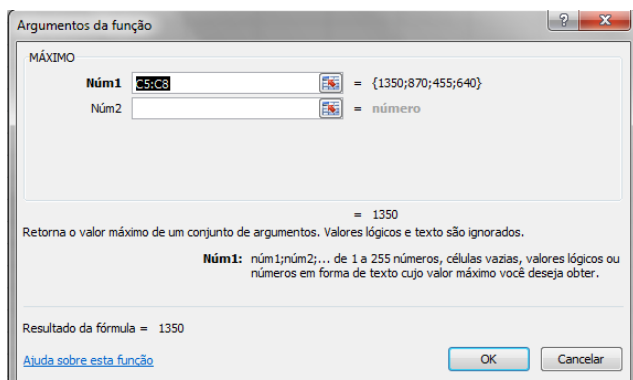 Argumentos da função
MÁXIMO
Núm1 C5:C8 = {1350;870;455;640}
Núm2 = número
= 1350
Retorna o valor máximo de um conjunto de argumentos. Valores lógicos e texto são ignorados.
Núm1: núm1;núm2;... de 1 a 255 números, células vazias, valores lógicos ou
números em forma de texto cujo valor máximo você deseja obter.
Resultado da fórmula = 1350
Ajuda sobre esta função OK Cancelar